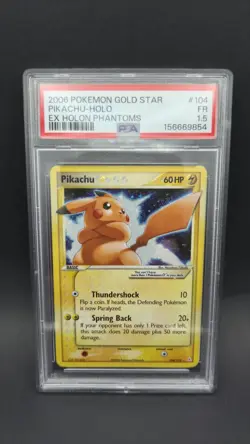 2006 POKEMON GOLD STAR #104
PIKACHU-HOLO FR
EX HOLON PHANTOMS 1.5
PSA 156669854
Pikachu 60 HP
BASIC
Thundershock 10
Flip a coin. If heads, the Defending Pokémon
is now Paralyzed.
Spring Back 20+
If your opponent has only 1 Prize card left,
this attack does 20 damage plus 50 more
damage.